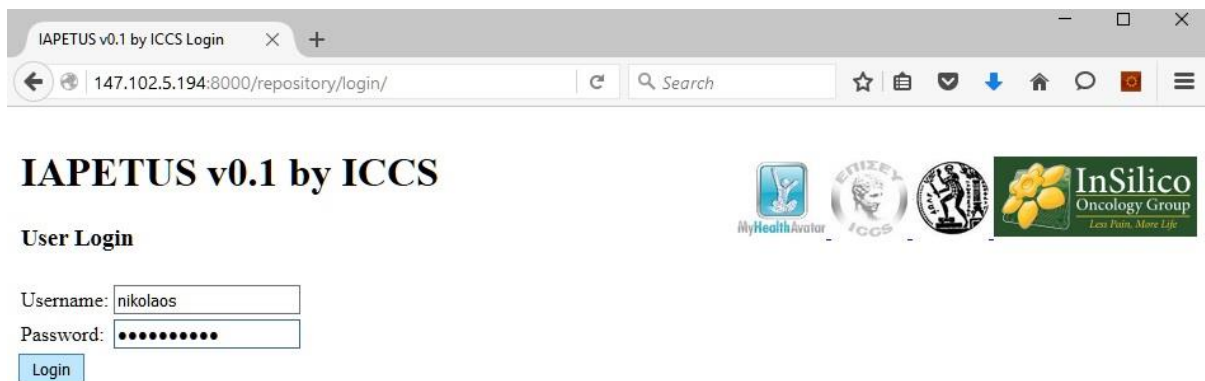 IAPETUS v0.1 by ICCS Login
147.102.5.194:8000/repository/login/
Search
IAPETUS v0.1 by ICCS
MyHealthAvatar
ΕΠΙΣΕΥ
ICCS
InSilico
Oncology Group
Less Pain, More Life
User Login
Username: nikolaos
Password: ••••••••••
Login